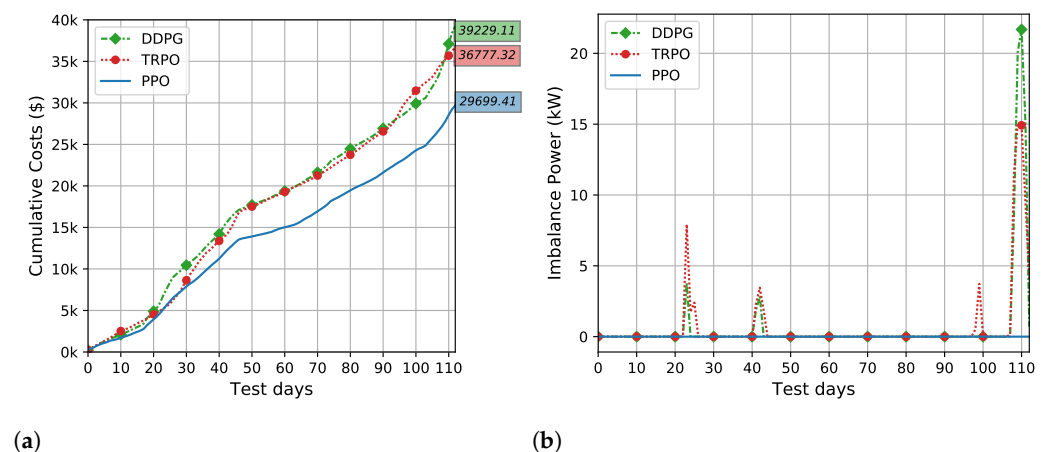 40k
35k
30k
25k
20k
15k
10k
5k
0k
Cumulative Costs ($)
DDPG
TRPO
PPO
39229.11
36777.32
29699.41
0 10 20 30 40 50 60 70 80 90 100 110
Test days
(a)
20
15
10
5
0
Imbalance Power (kW)
DDPG
TRPO
PPO
0 10 20 30 40 50 60 70 80 90 100 110
Test days
(b)